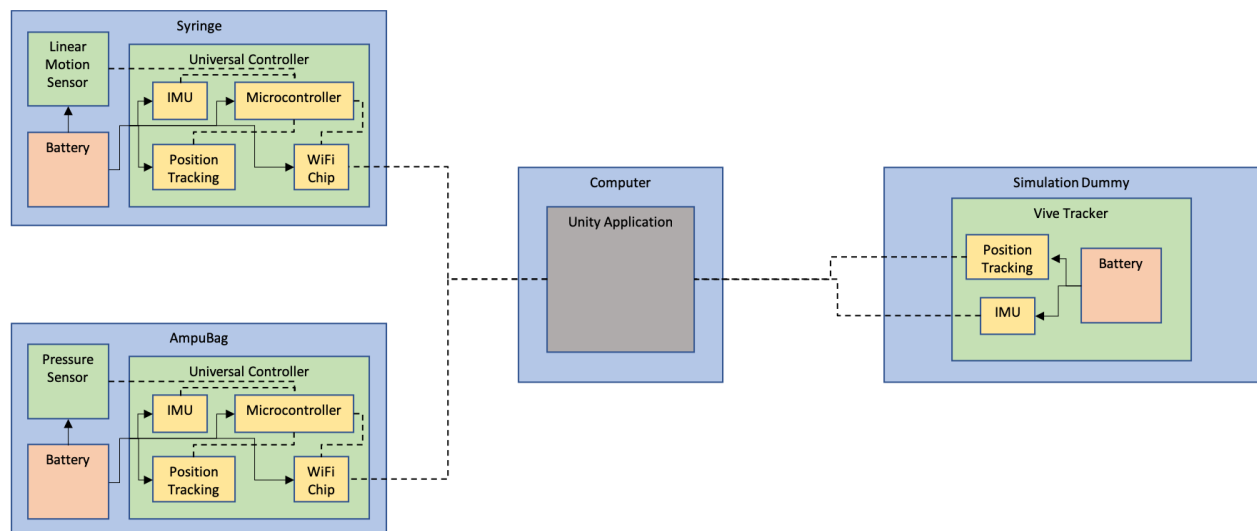 Syringe
Linear
Motion
Sensor
Battery
Universal Controller
IMU
Microcontroller
Position
Tracking
WiFi
Chip
AmpuBag
Pressure
Sensor
Battery
Universal Controller
IMU
Microcontroller
Position
Tracking
WiFi
Chip
Computer
Unity Application
Simulation Dummy
Vive Tracker
Position
Tracking
IMU
Battery